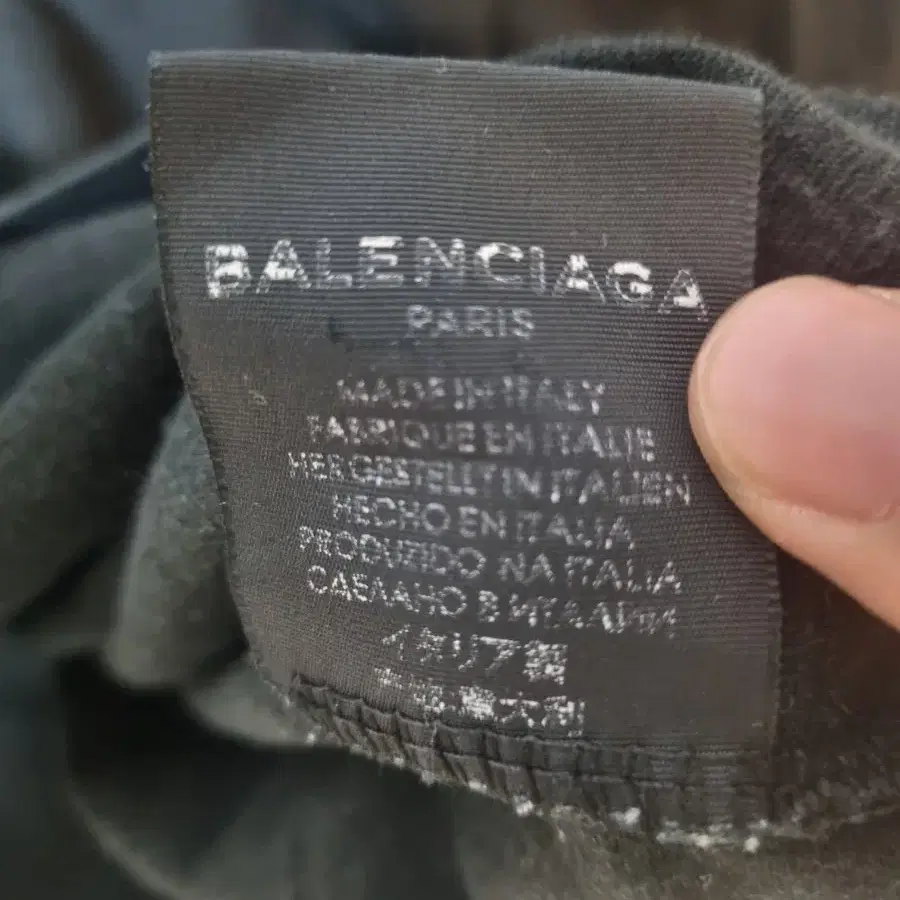 BALENCIAGA
PARIS
MADE IN ITALY
FABRIQUE EN ITALIE
HERGESTELLT IN ITALIEN
HECHO EN ITALIA
PRODUZIDO NA ITALIA
СДЕЛАНО В ИТАЛИИ
イタリア製